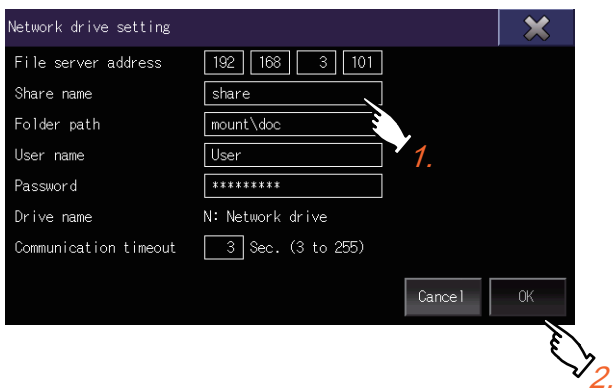 Network drive setting
File server address 192 168 3 101
Share name share
Folder path mount\doc
User name User
Password *********
Drive name N: Network drive
Communication timeout 3 Sec. (3 to 255)
Cancel OK
1.
2.